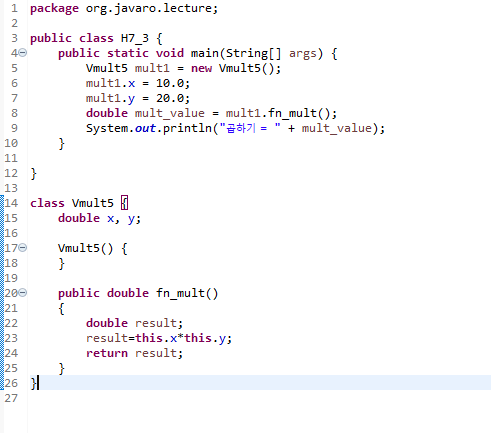 1 package org.javaro.lecture;
2
3 public class H7_3 {
4 public static void main(String[] args) {
5 Vmult5 mult1 = new Vmult5();
6 mult1.x = 10.0;
7 mult1.y = 20.0;
8 double mult_value = mult1.fn_mult();
9 System.out.println("곱하기 = " + mult_value);
10 }
11
12 }
13
14 class Vmult5 {
15 double x, y;
16
17 Vmult5() {
18 }
19
20 public double fn_mult()
21 {
22 double result;
23 result=this.x*this.y;
24 return result;
25 }
26 }
27